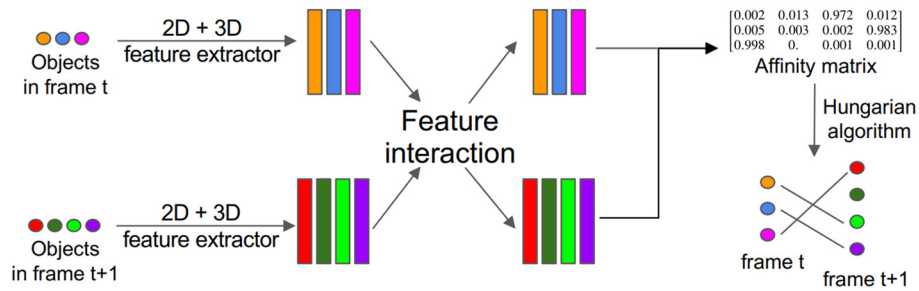 Objects
in frame t
2D + 3D
feature extractor
Objects
in frame t+1
2D + 3D
feature extractor
Feature
interaction
0.002 0.013 0.972 0.012
0.005 0.003 0.002 0.983
0.998 0. 0.001 0.001
Affinity matrix
Hungarian
algorithm
frame t
frame t+1